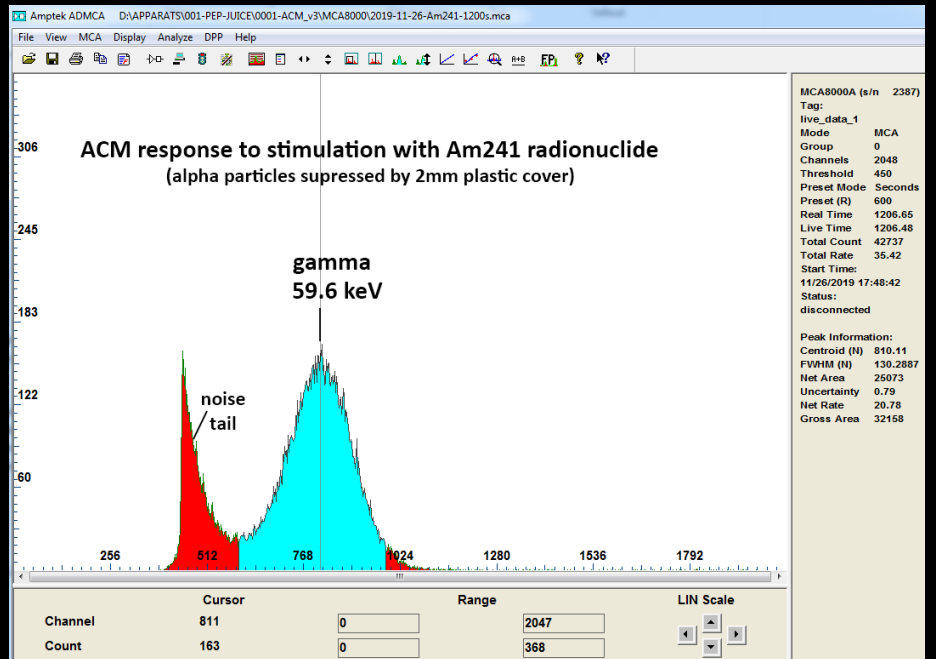 Amptek ADMCA D:\APPARATS\001-PEP-JUICE\0001-ACM_v3\MCA8000\2019-11-26-Am241-1200s.mca
File View MCA Display Analyze DPP Help
A+B FP
ACM response to stimulation with Am241 radionuclide
(alpha particles supressed by 2mm plastic cover)
gamma
59.6 keV
noise
tail
306
245
183
122
60
256 512 768 1024 1280 1536 1792
MCA8000A (s/n 2387)
Tag:
live_data_1
Mode MCA
Group 0
Channels 2048
Threshold 450
Preset Mode Seconds
Preset (R) 600
Real Time 1206.65
Live Time 1206.48
Total Count 42737
Total Rate 35.42
Start Time:
11/26/2019 17:48:42
Status:
disconnected
Peak Information:
Centroid (N) 810.11
FWHM (N) 130.2887
Net Area 25073
Uncertainty 0.79
Net Rate 20.78
Gross Area 32158
Cursor Range LIN Scale
Channel 811 0 2047
Count 163 0 368